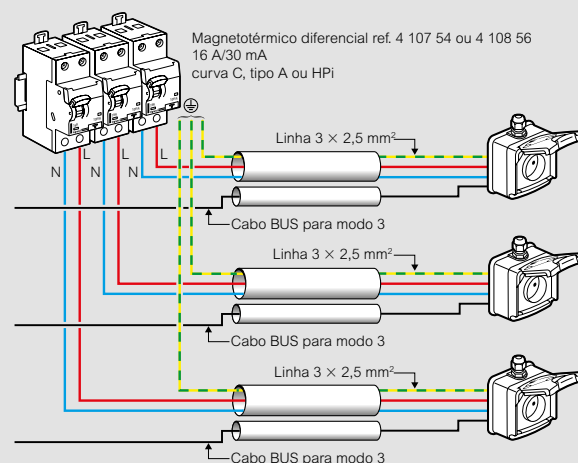 Magnetotérmico diferencial ref. 4 107 54 ou 4 108 56
16 A/30 mA
curva C, tipo A ou HPi
N L N L N L
Linha 3 × 2,5 mm²
Cabo BUS para modo 3
Linha 3 × 2,5 mm²
Cabo BUS para modo 3
Linha 3 × 2,5 mm²
Cabo BUS para modo 3